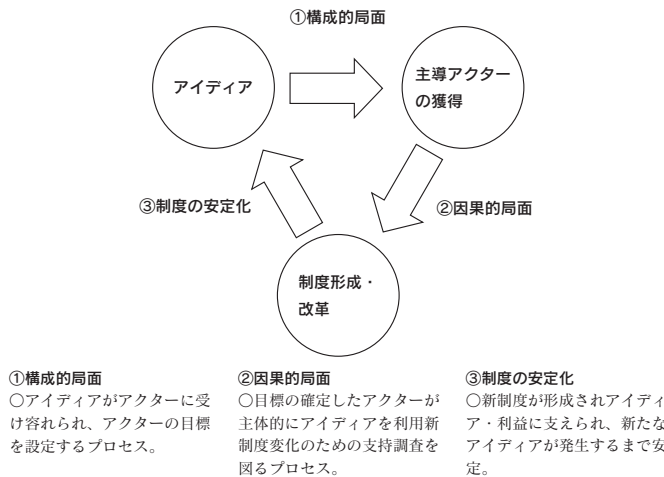 ①構成的局面
アイディア
主導アクター
の獲得
③制度の安定化
②因果的局面
制度形成・
改革
①構成的局面
○アイディアがアクターに受
け容れられ、アクターの目標
を設定するプロセス。
②因果的局面
○目標の確定したアクターが
主体的にアイディアを利用新
制度変化のための支持調査を
図るプロセス。
③制度の安定化
○新制度が形成されアイディ
ア・利益に支えられ、新たな
アイディアが発生するまで安
定。